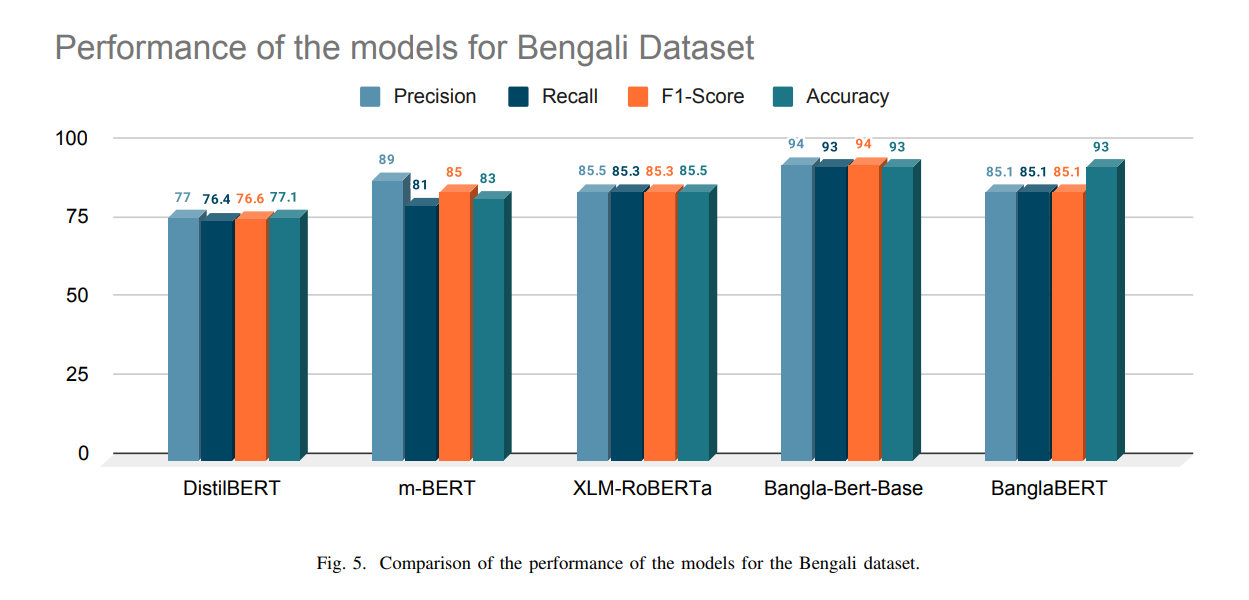 Performance of the models for Bengali Dataset
Precision Recall F1-Score Accuracy
100
75
50
25
0
77 76.4 76.6 77.1
89 81 85 83
85.5 85.3 85.3 85.5
94 93 94 93
85.1 85.1 85.1 93
DistilBERT m-BERT XLM-RoBERTa Bangla-Bert-Base BanglaBERT
Fig. 5. Comparison of the performance of the models for the Bengali dataset.